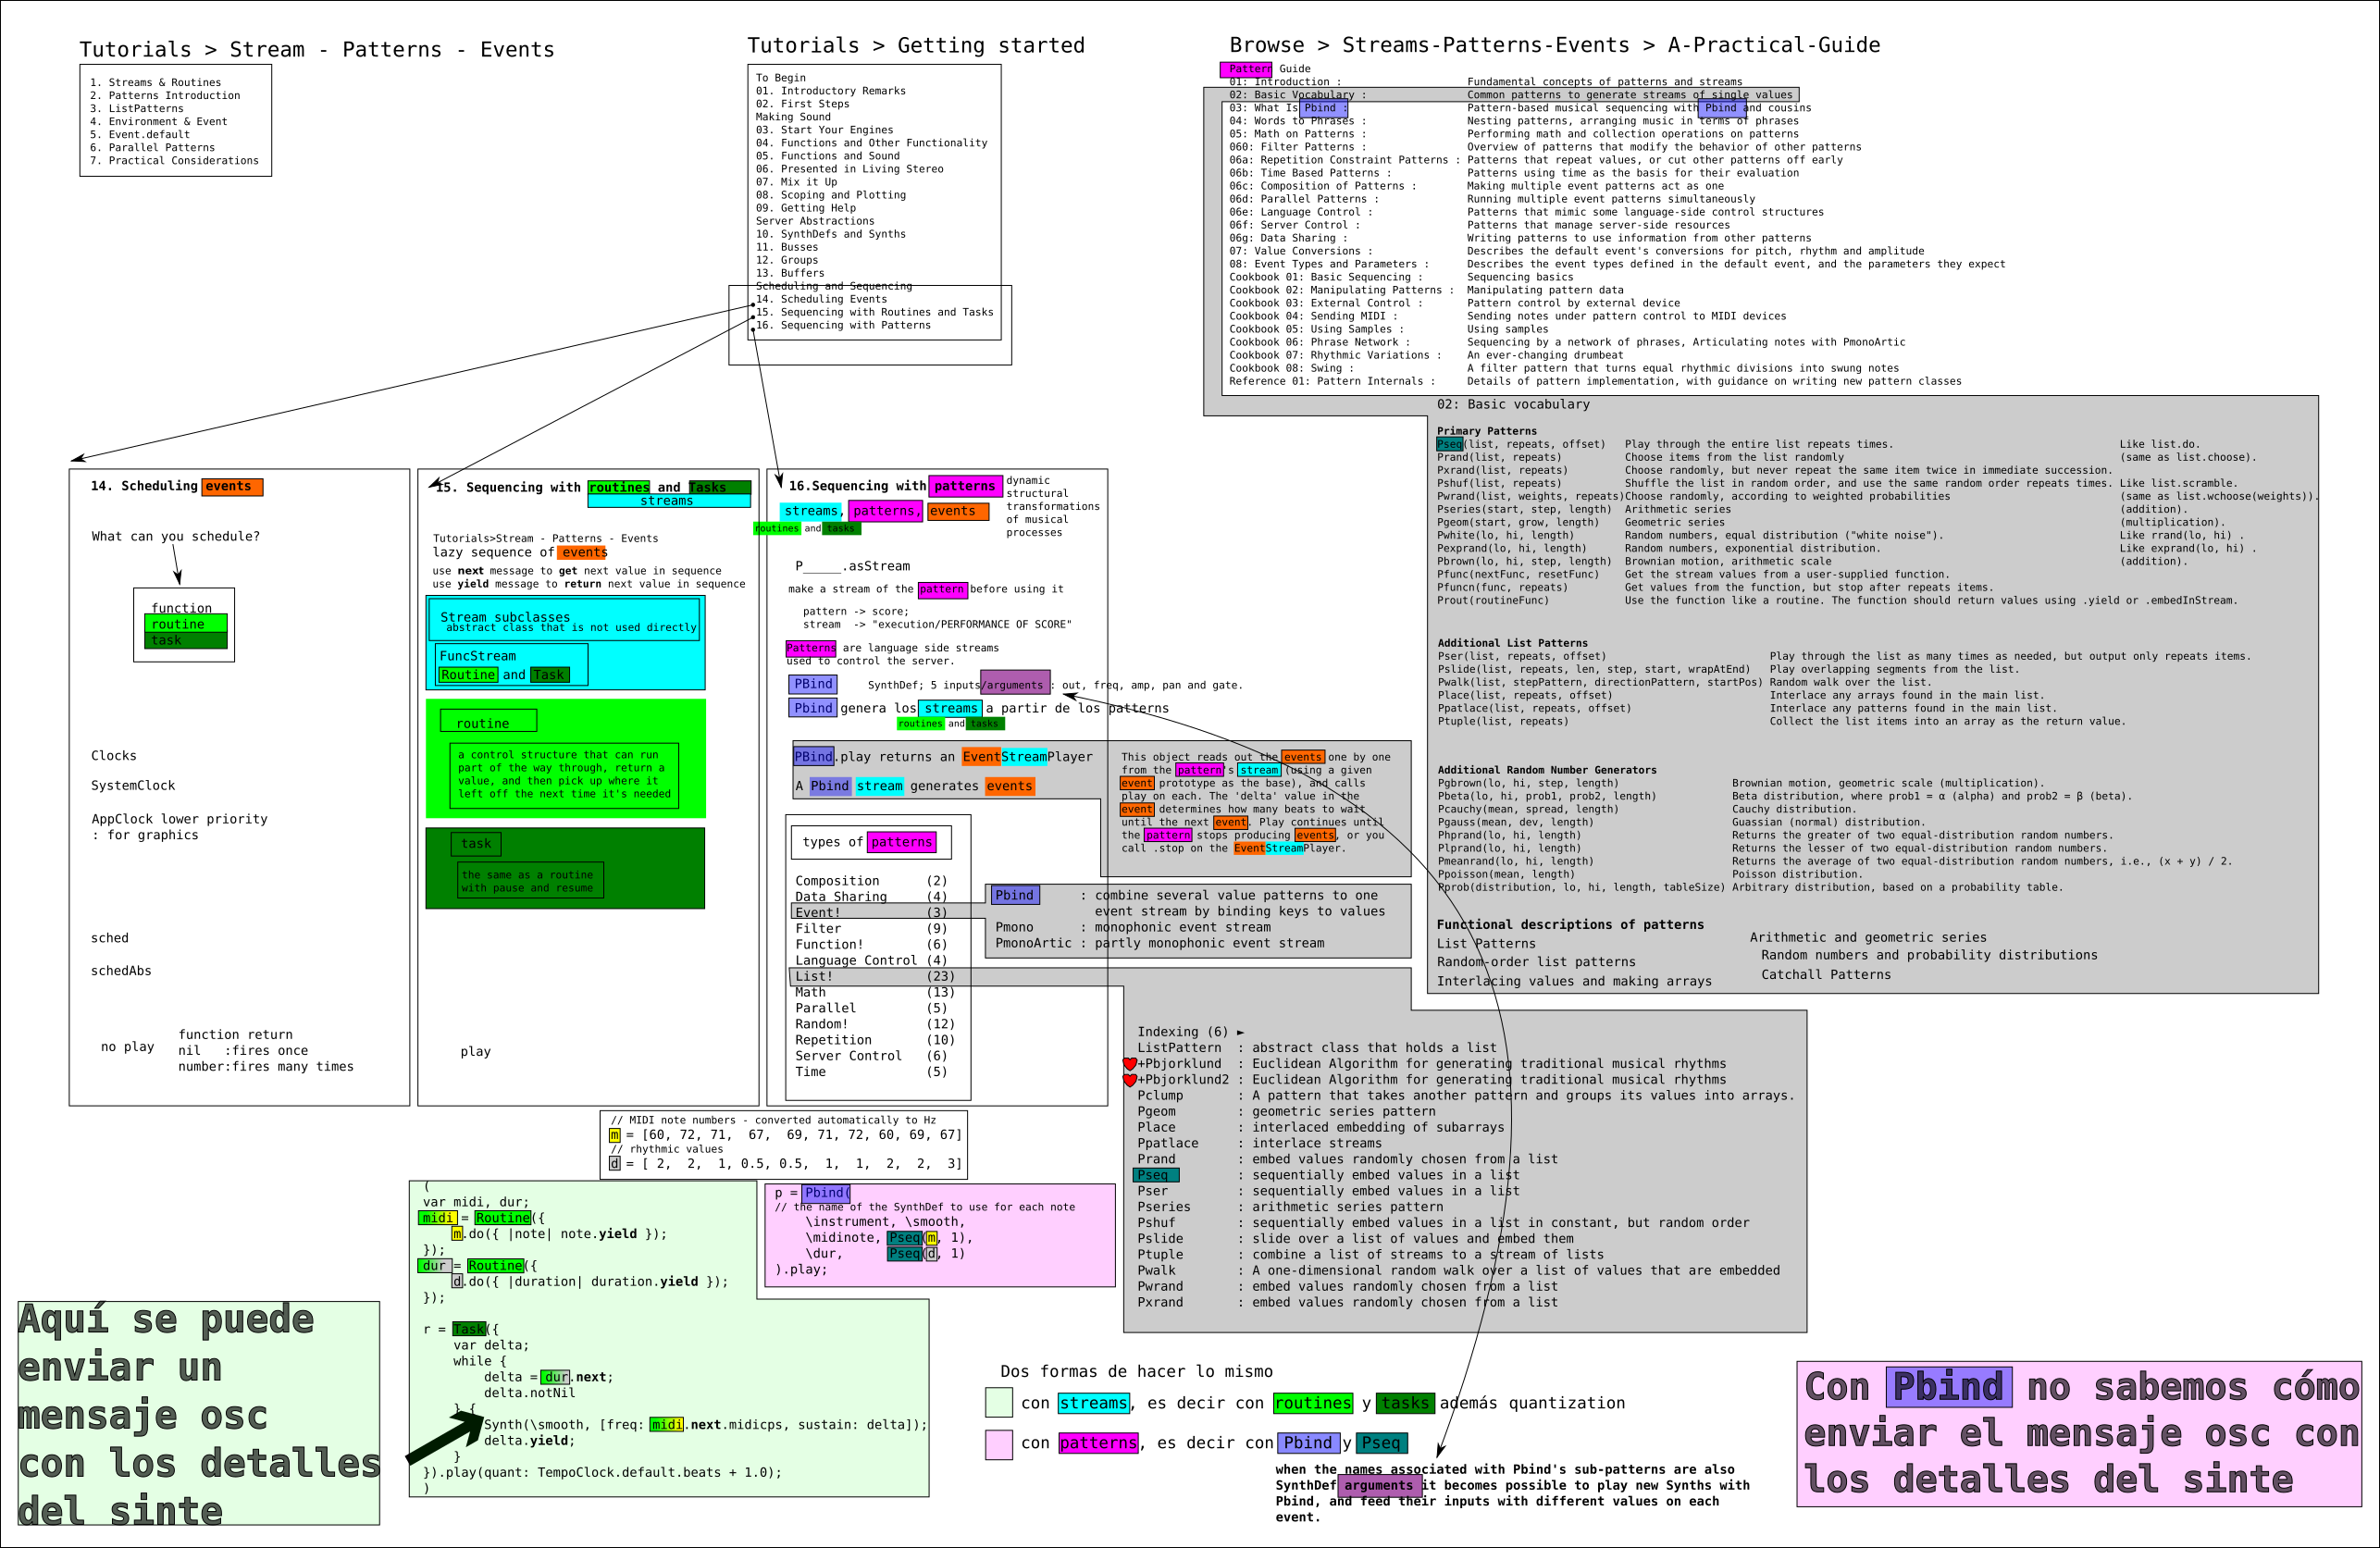 Tutorials > Stream - Patterns - Events
1. Streams & Routines
2. Patterns Introduction
3. ListPatterns
4. Environment & Event
5. Event.default
6. Parallel Patterns
7. Practical Considerations
Tutorials > Getting started
To Begin
01. Introductory Remarks
02. First Steps
Making Sound
03. Start Your Engines
04. Functions and Other Functionality
05. Functions and Sound
06. Presented in Living Stereo
07. Mix it Up
08. Scoping and Plotting
09. Getting Help
Server Abstractions
10. SynthDefs and Synths
11. Busses
12. Groups
13. Buffers
Scheduling and Sequencing
14. Scheduling Events
15. Sequencing with Routines and Tasks
16. Sequencing with Patterns
Browse > Streams-Patterns-Events > A-Practical-Guide
Pattern Guide
01: Introduction : Fundamental concepts of patterns and streams
02: Basic Vocabulary : Common patterns to generate streams of single values
03: What Is Pbind : Pattern-based musical sequencing with Pbind and cousins
04: Words to Phrases : Nesting patterns, arranging music in terms of phrases
05: Math on Patterns : Performing math and collection operations on patterns
060: Filter Patterns : Overview of patterns that modify the behavior of other patterns
06a: Repetition Constraint Patterns : Patterns that repeat values, or cut other patterns off early
06b: Time Based Patterns : Patterns using time as the basis for their evaluation
06c: Composition of Patterns : Making multiple event patterns act as one
06d: Parallel Patterns : Running multiple event patterns simultaneously
06e: Language Control : Patterns that mimic some language-side control structures
06f: Server Control : Patterns that manage server-side resources
06g: Data Sharing : Writing patterns to use information from other patterns
07: Value Conversions : Describes the default event's conversions for pitch, rhythm and amplitude
08: Event Types and Parameters : Describes the event types defined in the default event, and the parameters they expect
Cookbook 01: Basic Sequencing : Sequencing basics
Cookbook 02: Manipulating Patterns : Manipulating pattern data
Cookbook 03: External Control : Pattern control by external device
Cookbook 04: Sending MIDI : Sending notes under pattern control to MIDI devices
Cookbook 05: Using Samples : Using samples
Cookbook 06: Phrase Network : Sequencing by a network of phrases, Articulating notes with PmonoArtic
Cookbook 07: Rhythmic Variations : An ever-changing drumbeat
Cookbook 08: Swing : A filter pattern that turns equal rhythmic divisions into swung notes
Reference 01: Pattern Internals : Details of pattern implementation, with guidance on writing new pattern classes
02: Basic vocabulary
Primary Patterns
Pseq(list, repeats, offset) Play through the entire list repeats times. Like list.do.
Prand(list, repeats) Choose items from the list randomly (same as list.choose).
Pxrand(list, repeats) Choose randomly, but never repeat the same item twice in immediate succession.
Pshuf(list, repeats) Shuffle the list in random order, and use the same random order repeats times. Like list.scramble.
Pwrand(list, weights, repeats)Choose randomly, according to weighted probabilities (same as list.wchoose(weights)).
Pseries(start, step, length) Arithmetic series (addition).
Pgeom(start, grow, length) Geometric series (multiplication).
Pwhite(lo, hi, length) Random numbers, equal distribution ("white noise"). Like rrand(lo, hi) .
Pexprand(lo, hi, length) Random numbers, exponential distribution. Like exprand(lo, hi) .
Pbrown(lo, hi, step, length) Brownian motion, arithmetic scale (addition).
Pfunc(nextFunc, resetFunc) Get the stream values from a user-supplied function.
Pfuncn(func, repeats) Get values from the function, but stop after repeats items.
Prout(routineFunc) Use the function like a routine. The function should return values using .yield or .embedInStream.
Additional List Patterns
Pser(list, repeats, offset) Play through the list as many times as needed, but output only repeats items.
Pslide(list, repeats, len, step, start, wrapAtEnd) Play overlapping segments from the list.
Pwalk(list, stepPattern, directionPattern, startPos) Random walk over the list.
Place(list, repeats, offset) Interlace any arrays found in the main list.
Ppatlace(list, repeats, offset) Interlace any patterns found in the main list.
Ptuple(list, repeats) Collect the list items into an array as the return value.
Additional Random Number Generators
Pgbrown(lo, hi, step, length) Brownian motion, geometric scale (multiplication).
Pbeta(lo, hi, prob1, prob2, length) Beta distribution, where prob1 = α (alpha) and prob2 = β (beta).
Pcauchy(mean, spread, length) Cauchy distribution.
Pgauss(mean, dev, length) Guassian (normal) distribution.
Phprand(lo, hi, length) Returns the greater of two equal-distribution random numbers.
Plprand(lo, hi, length) Returns the lesser of two equal-distribution random numbers.
Pmeanrand(lo, hi, length) Returns the average of two equal-distribution random numbers, i.e., (x + y) / 2.
Ppoisson(mean, length) Poisson distribution.
Pprob(distribution, lo, hi, length, tableSize) Arbitrary distribution, based on a probability table.
Functional descriptions of patterns
List Patterns
Random-order list patterns
Interlacing values and making arrays
Arithmetic and geometric series
Random numbers and probability distributions
Catchall Patterns
14. Scheduling events
What can you schedule?
function
routine
task
Clocks
SystemClock
AppClock lower priority
: for graphics
sched
schedAbs
no play
function return
nil :fires once
number:fires many times
15. Sequencing with routines and Tasks
streams
Tutorials>Stream - Patterns - Events
lazy sequence of events
use next message to get next value in sequence
use yield message to return next value in sequence
Stream subclasses
abstract class that is not used directly
FuncStream
Routine and Task
routine
a control structure that can run
part of the way through, return a
value, and then pick up where it
left off the next time it's needed
task
the same as a routine
with pause and resume
play
16.Sequencing with patterns
dynamic
structural
transformations
of musical
processes
streams, patterns, events
routines and tasks
P_____.asStream
make a stream of the pattern before using it
pattern -> score;
stream -> "execution/PERFORMANCE OF SCORE"
Patterns are language side streams
used to control the server.
PBind SynthDef; 5 inputs/arguments : out, freq, amp, pan and gate.
Pbind genera los streams a partir de los patterns
routines and tasks
PBind.play returns an EventStreamPlayer
A Pbind stream generates events
This object reads out the events one by one
from the pattern's stream (using a given
event prototype as the base), and calls
play on each. The 'delta' value in the
event determines how many beats to wait
until the next event. Play continues until
the pattern stops producing events, or you
call .stop on the EventStreamPlayer.
types of patterns
Composition (2)
Data Sharing (4)
Event! (3)
Filter (9)
Function! (6)
Language Control (4)
List! (23)
Math (13)
Parallel (5)
Random! (12)
Repetition (10)
Server Control (6)
Time (5)
Pbind : combine several value patterns to one
event stream by binding keys to values
Pmono : monophonic event stream
PmonoArtic : partly monophonic event stream
Indexing (6) ►
ListPattern : abstract class that holds a list
+Pbjorklund : Euclidean Algorithm for generating traditional musical rhythms
+Pbjorklund2 : Euclidean Algorithm for generating traditional musical rhythms
Pclump : A pattern that takes another pattern and groups its values into arrays.
Pgeom : geometric series pattern
Place : interlaced embedding of subarrays
Ppatlace : interlace streams
Prand : embed values randomly chosen from a list
Pseq : sequentially embed values in a list
Pser : sequentially embed values in a list
Pseries : arithmetic series pattern
Pshuf : sequentially embed values in a list in constant, but random order
Pslide : slide over a list of values and embed them
Ptuple : combine a list of streams to a stream of lists
Pwalk : A one-dimensional random walk over a list of values that are embedded
Pwrand : embed values randomly chosen from a list
Pxrand : embed values randomly chosen from a list
// MIDI note numbers - converted automatically to Hz
m = [60, 72, 71, 67, 69, 71, 72, 60, 69, 67]
// rhythmic values
d = [ 2, 2, 1, 0.5, 0.5, 1, 1, 2, 2, 3]
(
var midi, dur;
midi = Routine({
m.do({ |note| note.yield });
});
dur = Routine({
d.do({ |duration| duration.yield });
});
r = Task({
var delta;
while {
delta = dur.next;
delta.notNil
} {
Synth(\smooth, [freq: midi.next.midicps, sustain: delta]);
delta.yield;
}
}).play(quant: TempoClock.default.beats + 1.0);
)
p = Pbind(
// the name of the SynthDef to use for each note
\instrument, \smooth,
\midinote, Pseq(m, 1),
\dur, Pseq(d, 1)
).play;
Aquí se puede
enviar un
mensaje osc
con los detalles
del sinte
Dos formas de hacer lo mismo
con streams, es decir con routines y tasks además quantization
con patterns, es decir con Pbind y Pseq
when the names associated with Pbind's sub-patterns are also
SynthDef arguments it becomes possible to play new Synths with
Pbind, and feed their inputs with different values on each
event.
Con Pbind no sabemos cómo
enviar el mensaje osc con
los detalles del sinte